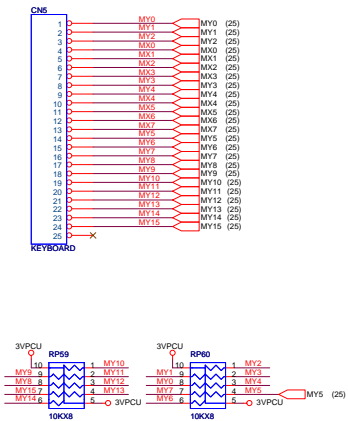 CN5
1 MY0 MY0 (25)
2 MY1 MY1 (25)
3 MY2 MY2 (25)
4 MX0 MX0 (25)
5 MX1 MX1 (25)
6 MX2 MX2 (25)
7 MX3 MX3 (25)
8 MY3 MY3 (25)
9 MY4 MY4 (25)
10 MX4 MX4 (25)
11 MX5 MX5 (25)
12 MX6 MX6 (25)
13 MX7 MX7 (25)
14 MY5 MY5 (25)
15 MY6 MY6 (25)
16 MY7 MY7 (25)
17 MY8 MY8 (25)
18 MY9 MY9 (25)
19 MY10 MY10 (25)
20 MY11 MY11 (25)
21 MY12 MY12 (25)
22 MY13 MY13 (25)
23 MY14 MY14 (25)
24 MY15 MY15 (25)
25
KEYBOARD
3VPCU
RP59
10 1 MY10
MY9 9 2 MY11
MY8 8 3 MY12
MY15 7 4 MY13
MY14 6 5 3VPCU
10KX8
3VPCU
RP60
10 1 MY2
MY1 9 2 MY3
MY0 8 3 MY4
MY7 7 4 MY5 MY5 (25)
MY6 6 5 3VPCU
10KX8